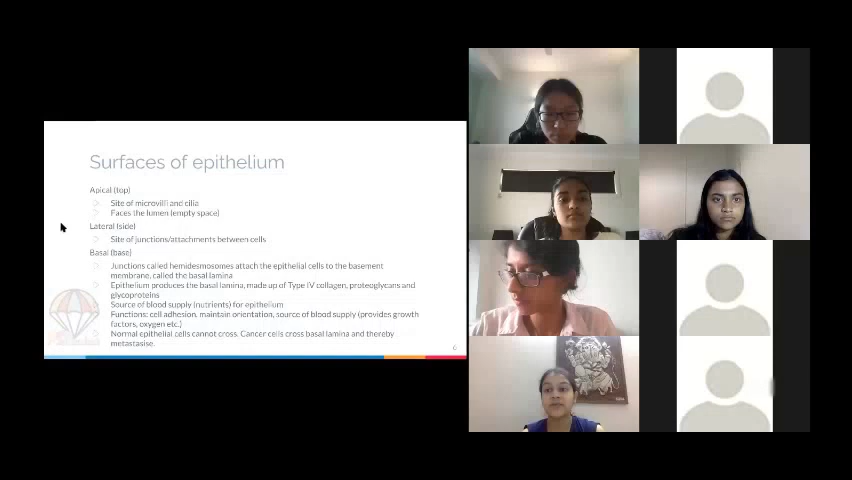 Surfaces of epithelium
Apical (top)
Site of microvilli and cilia
Faces the lumen (empty space)
Lateral (side)
Site of junctions/attachments between cells
Basal (base)
Junctions called hemidesmosomes attach the epithelial cells to the basement
membrane, called the basal lamina
Epithelium produces the basal lamina, made up of Type IV collagen, proteoglycans and
glycoproteins
Source of blood supply (nutrients) for epithelium
Functions: cell adhesion, maintain orientation, source of blood supply (provides growth
factors, oxygen etc.)
Normal epithelial cells cannot cross. Cancer cells cross basal lamina and thereby
metastasise.
6